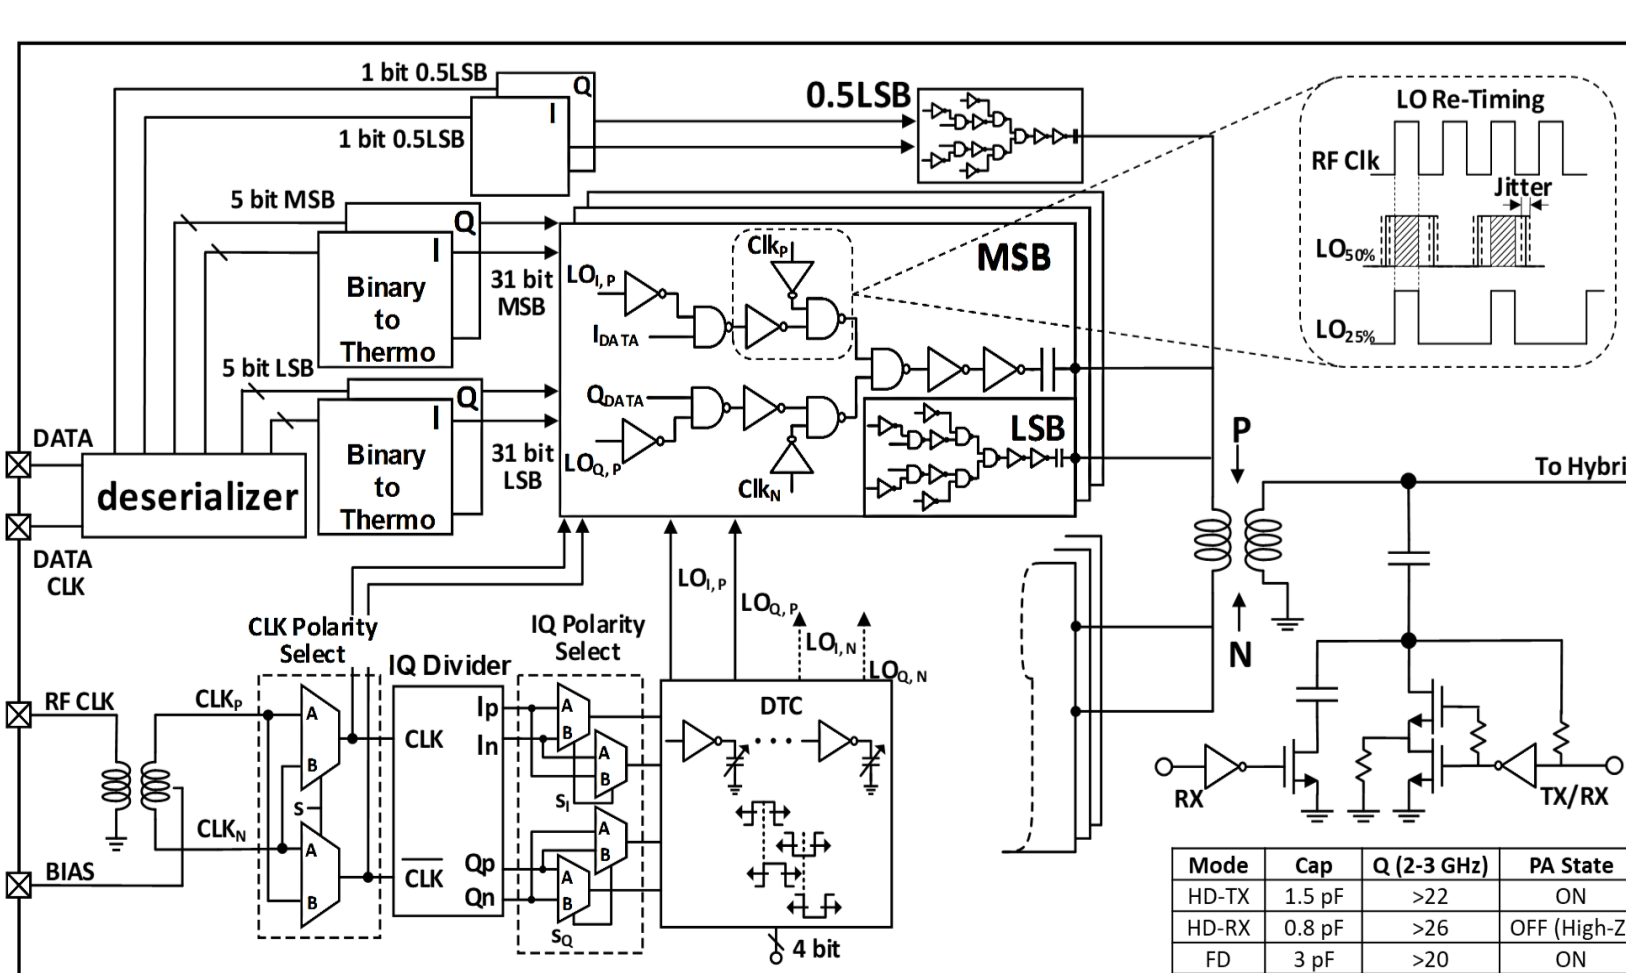 1 bit 0.5LSB
Q
I
1 bit 0.5LSB
0.5LSB
LO Re-Timing
RF Clk
Jitter
LO50%
LO25%
5 bit MSB
Q
I
Binary
to
Thermo
31 bit
MSB
5 bit LSB
Q
I
Binary
to
Thermo
31 bit
LSB
ClkP
MSB
LOI, P
IDATA
QDATA
LOQ, P
ClkN
LSB
DATA
deserializer
DATA
CLK
P
N
To Hybri
LOI, P
LOQ, P
LOI, N
LOQ, N
CLK Polarity
Select
IQ Divider
IQ Polarity
Select
RF CLK
CLKP
A
B
S
CLKN
A
B
BIAS
CLK
CLK
Ip
In
Qp
Qn
A
B
A
B
SI
A
B
A
B
SQ
DTC
4 bit
RX
TX/RX
Mode Cap Q (2-3 GHz) PA State
HD-TX 1.5 pF >22 ON
HD-RX 0.8 pF >26 OFF (High-Z
FD 3 pF >20 ON